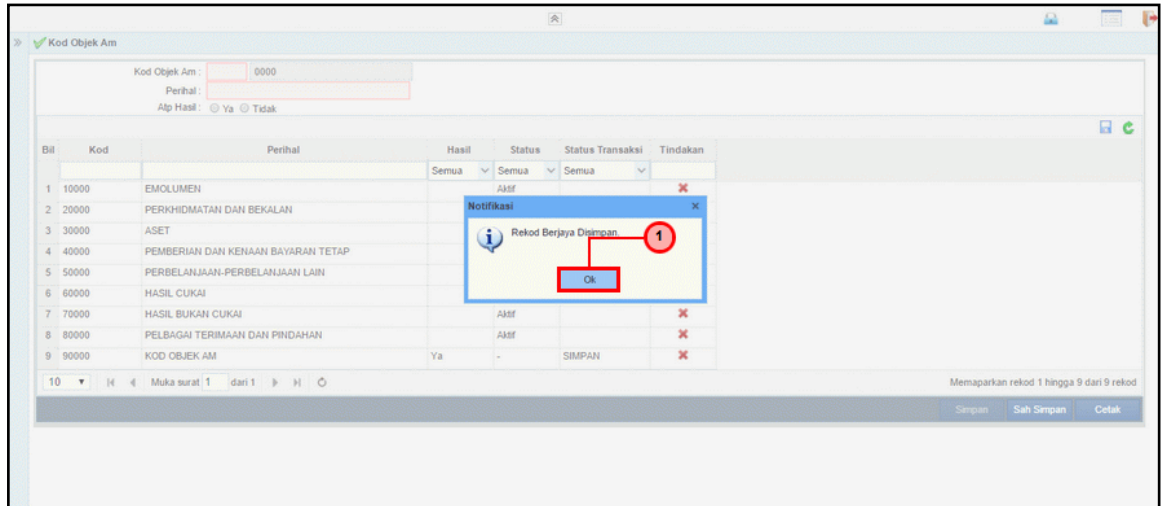 Kod Objek Am
Kod Objek Am : 0000
Perihal :
Alp Hasil : Ya Tidak
Bil Kod Perihal Hasil Status Status Transaksi Tindakan
Semua Semua Semua
1 10000 EMOLUMEN Aktif
2 20000 PERKHIDMATAN DAN BEKALAN
3 30000 ASET
4 40000 PEMBERIAN DAN KENAAN BAYARAN TETAP
5 50000 PERBELANJAAN-PERBELANJAAN LAIN
6 60000 HASIL CUKAI
7 70000 HASIL BUKAN CUKAI Aktif
8 80000 PELBAGAI TERIMAAN DAN PINDAHAN Aktif
9 90000 KOD OBJEK AM Ya - SIMPAN
Notifikasi
Rekod Berjaya Disimpan.
1
Ok
10 Muka surat 1 dari 1 Memaparkan rekod 1 hingga 9 dari 9 rekod
Simpan Sah Simpan Cetak